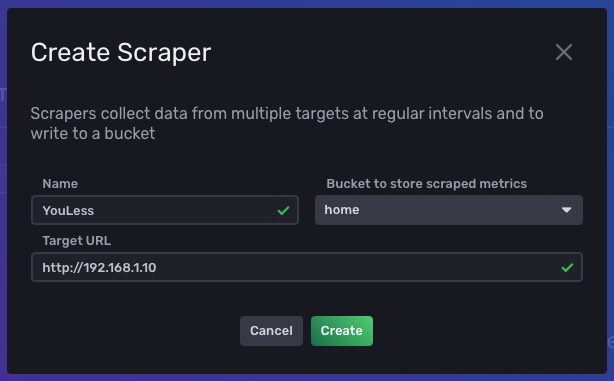 Create Scraper
Scrapers collect data from multiple targets at regular intervals and to
write to a bucket
Name
Bucket to store scraped metrics
YouLess
home
Target URL
http://192.168.1.10
Cancel
Create